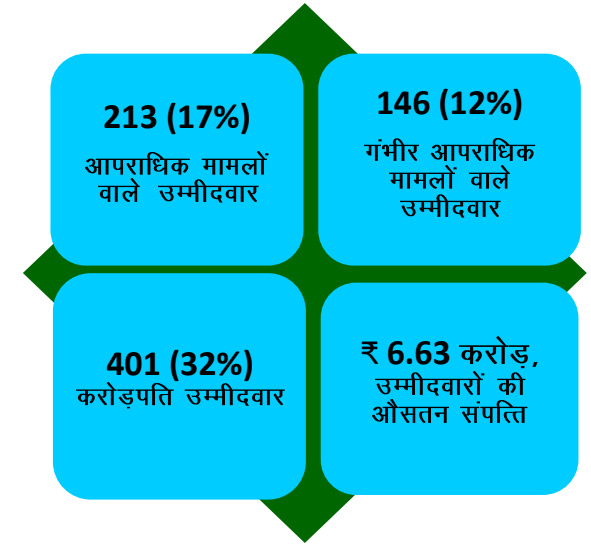 213 (17%)
आपराधिक मामलों
वाले उम्मीदवार
146 (12%)
गंभीर आपराधिक
मामलों वाले
उम्मीदवार
401 (32%)
करोड़पति उम्मीदवार
₹ 6.63 करोड़,
उम्मीदवारों की
औसतन संपत्ति